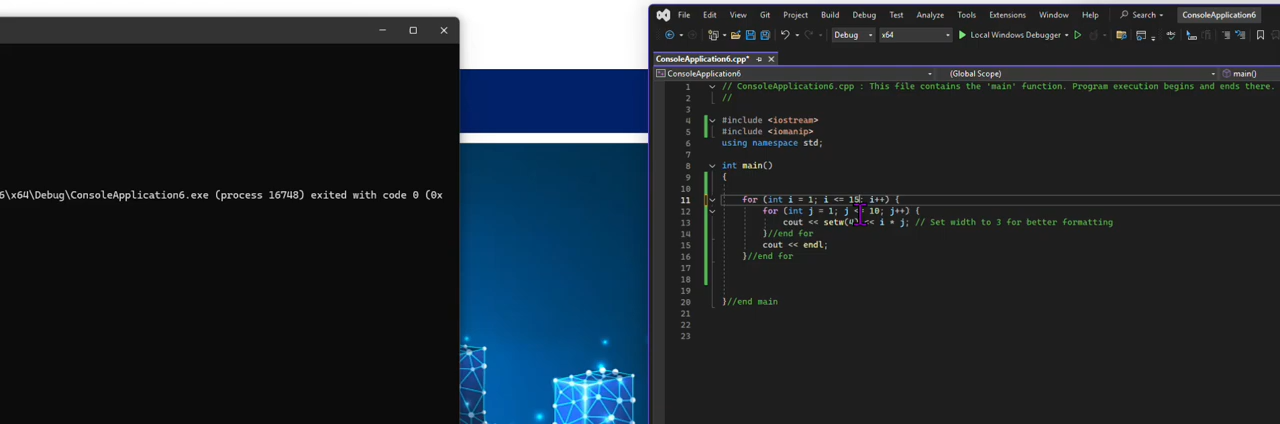 6\x64\Debug\ConsoleApplication6.exe (process 16748) exited with code 0 (0x
File Edit View Git Project Build Debug Test Analyze Tools Extensions Window Help Search ConsoleApplication6
Debug x64 Local Windows Debugger
ConsoleApplication6.cpp*
ConsoleApplication6 (Global Scope) main()
1 // ConsoleApplication6.cpp : This file contains the 'main' function. Program execution begins and ends there.
2 //
3
4 #include <iostream>
5 #include <iomanip>
6 using namespace std;
7
8 int main()
9 {
10
11 for (int i = 1; i <= 15; i++) {
12 for (int j = 1; j <= 10; j++) {
13 cout << setw( << i * j; // Set width to 3 for better formatting
14 }//end for
15 cout << endl;
16 }//end for
17
18
19
20 }//end main
21
22
23